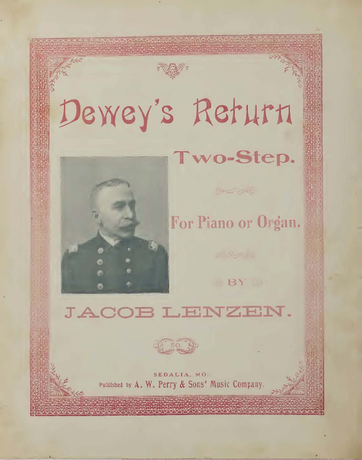 Dewey's Return
Two-Step.
For Piano or Organ.
BY
JACOB LENZEN.
50
SEDALIA, MO.
Published by A. W. Perry & Sons' Music Company.